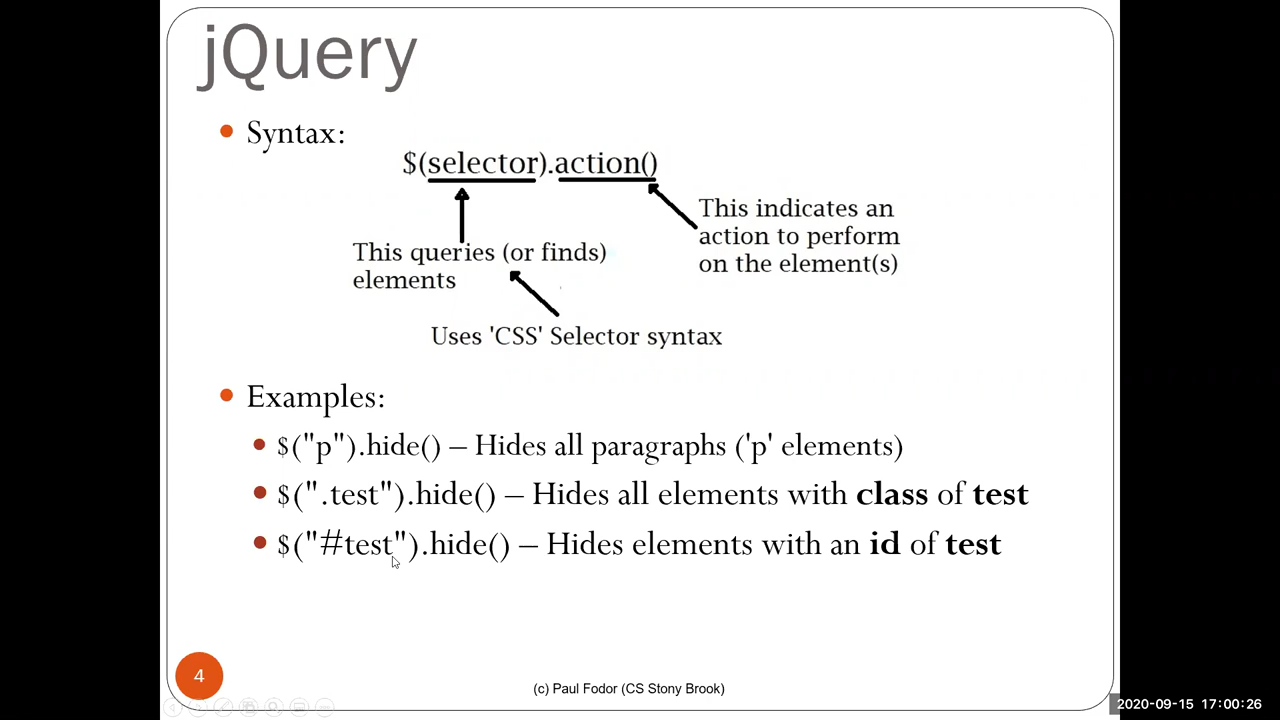 jQuery
Syntax:
$(selector).action()
This indicates an
action to perform
on the element(s)
This queries (or finds)
elements
Uses 'CSS' Selector syntax
Examples:
$("p").hide() – Hides all paragraphs ('p' elements)
$(".test").hide() – Hides all elements with class of test
$("#test").hide() – Hides elements with an id of test
4
(c) Paul Fodor (CS Stony Brook)
2020-09-15 17:00:26